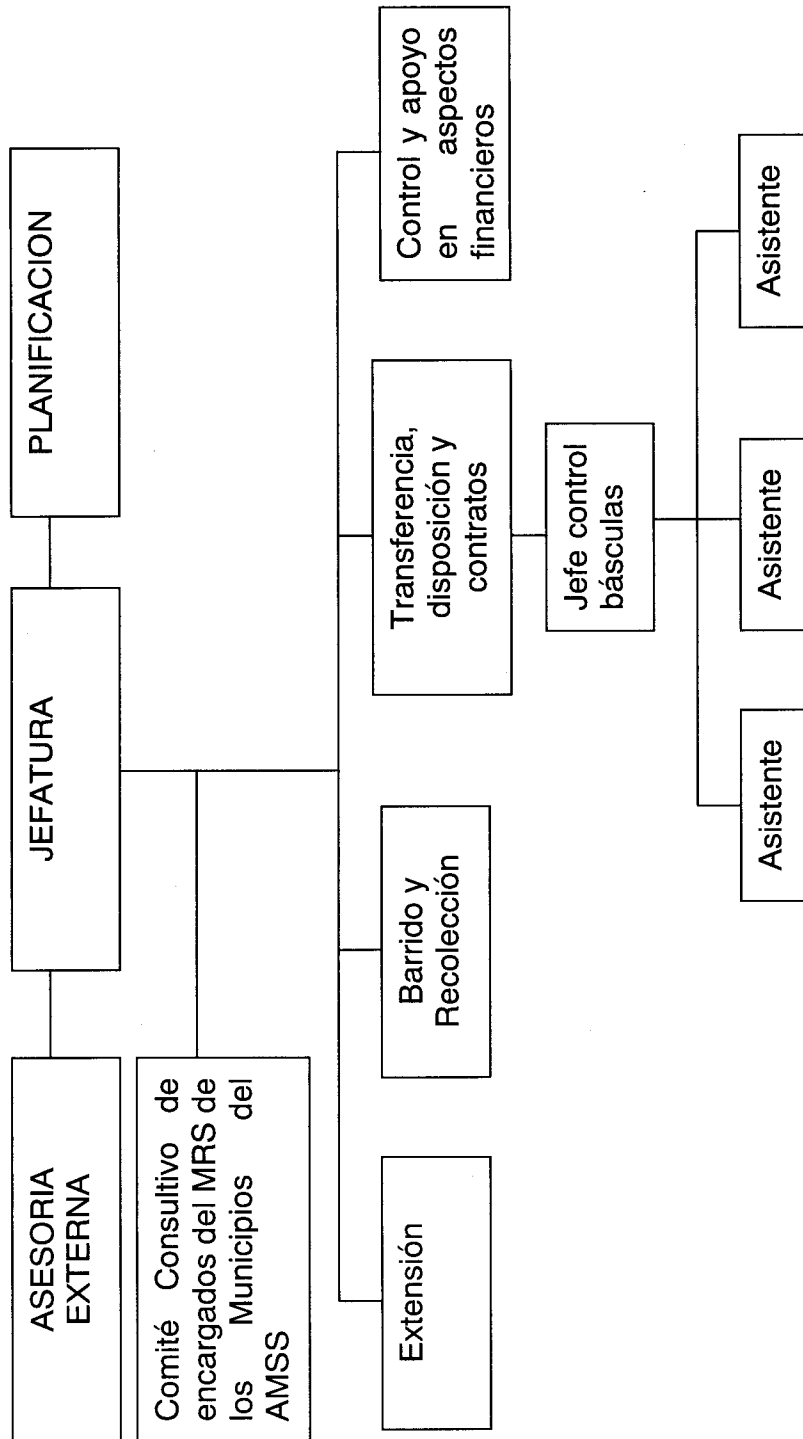 ASESORIA
EXTERNA
JEFATURA
PLANIFICACION
Comité Consultivo de
encargados del MRS de
los Municipios del
AMSS
Extensión
Barrido y
Recolección
Transferencia,
disposición y
contratos
Control y apoyo
en aspectos
financieros
Jefe control
básculas
Asistente
Asistente
Asistente